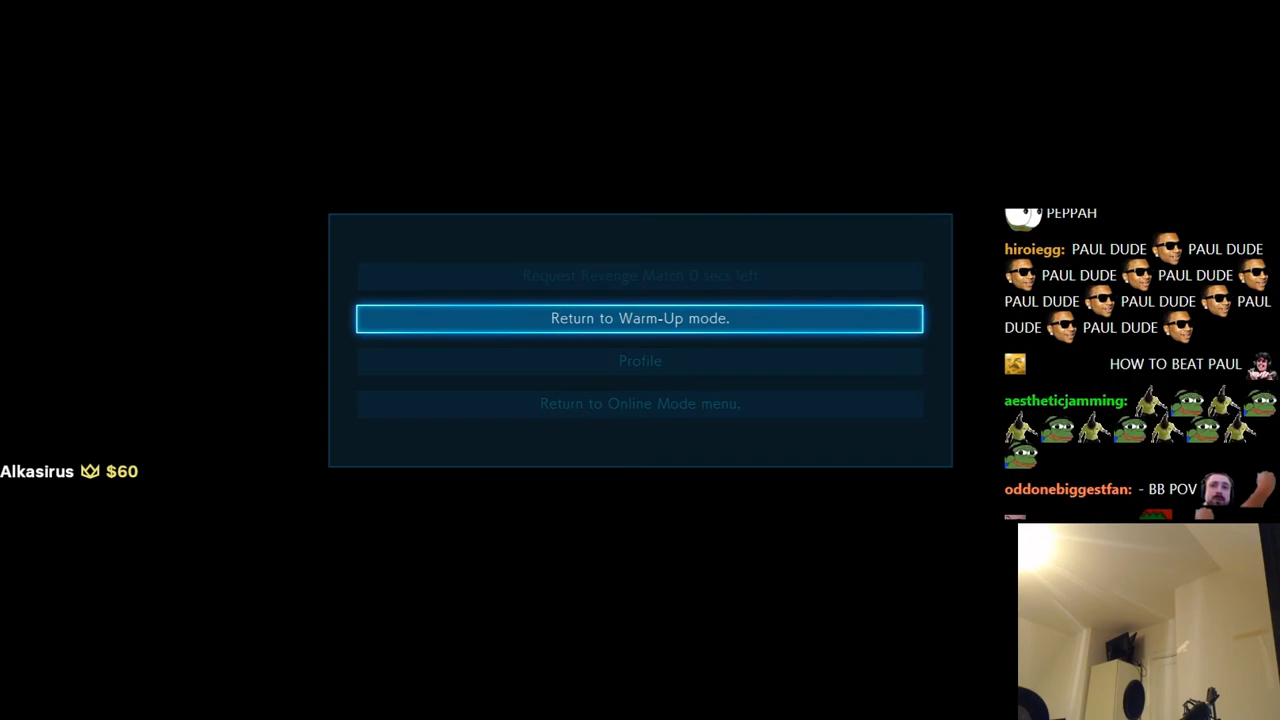 PEPPAH
hiroiegg: PAUL DUDE PAUL DUDE
PAUL DUDE PAUL DUDE
PAUL DUDE PAUL DUDE PAUL
DUDE PAUL DUDE
HOW TO BEAT PAUL
aestheticjamming:
oddonebiggestfan: - BB POV
Request Revenge Match 0 secs left
Return to Warm-Up mode.
Profile
Return to Online Mode menu.
Alkasirus $60